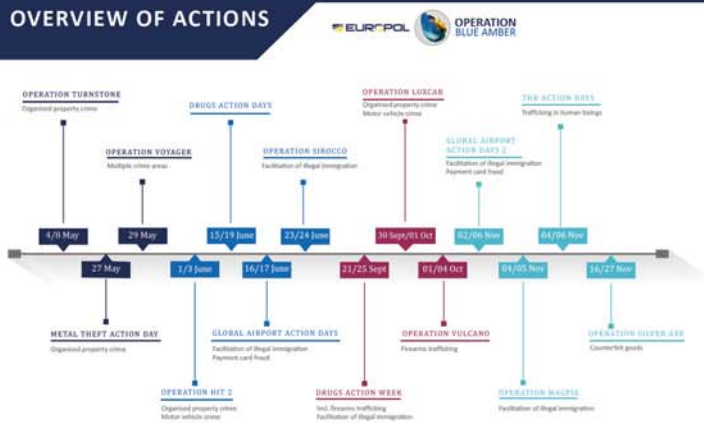 OVERVIEW OF ACTIONS
EUROPOL
OPERATION
BLUE AMBER
OPERATION TURNSTONE
Organised property crime
DRUGS ACTION DAYS
OPERATION LUXCAR
Organised property crime
Motor vehicle crime
THB ACTION DAYS
Trafficking in human beings
OPERATION VOYAGER
Multiple crime areas
OPERATION SIROCCO
Facilitation of illegal immigration
GLOBAL AIRPORT
ACTION DAYS 2
Facilitation of illegal immigration
Payment card fraud
4/8 May
29 May
15/19 June
23/24 June
30 Sept/01 Oct
02/06 Nov
04/06 Nov
27 May
1/3 June
16/17 June
21/25 Sept
01/04 Oct
04/05 Nov
16/27 Nov
METAL THEFT ACTION DAY
Organised property crime
GLOBAL AIRPORT ACTION DAYS
Facilitation of illegal immigration
Payment card fraud
OPERATION VULCANO
Firearms trafficking
OPERATION SILVER AXE
Counterfeit goods
OPERATION HIT 2
Organised property crime
Motor vehicle crime
DRUGS ACTION WEEK
Incl. firearms trafficking
Facilitation of illegal immigration
OPERATION MAGPIE
Facilitation of illegal immigration